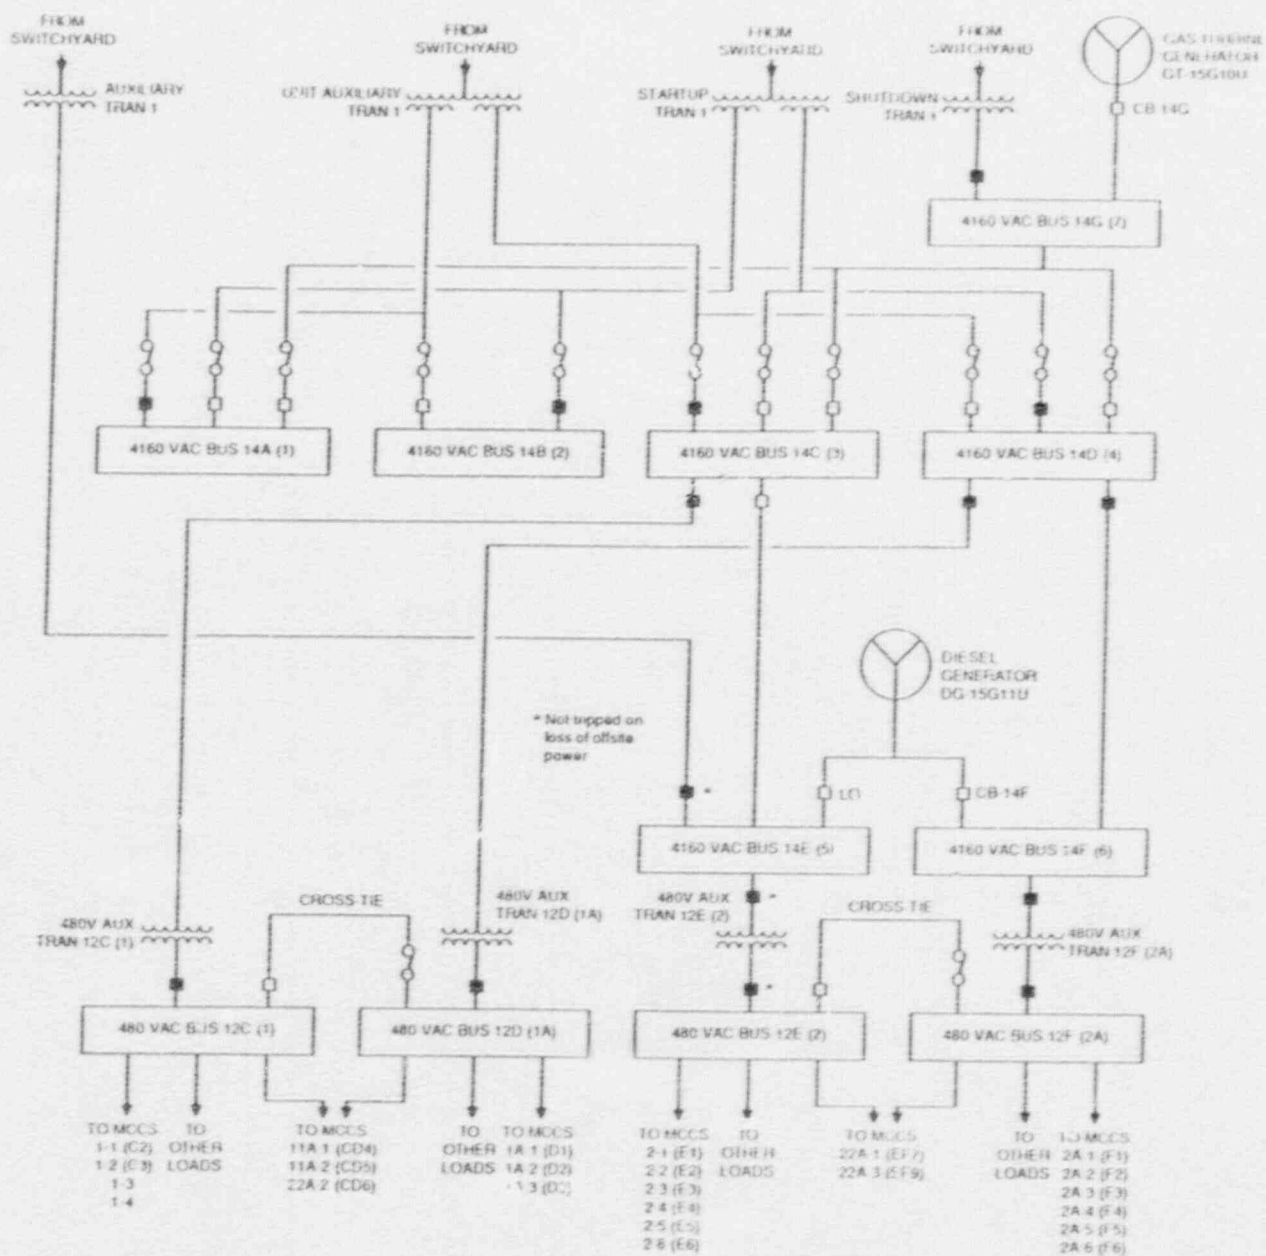 FROM
SWITCHYARD
AUXILIARY
TRAN 1
FROM
SWITCHYARD
UNIT AUXILIARY
TRAN 1
FROM
SWITCHYARD
STARTUP
TRAN 1
FROM
SWITCHYARD
SHUTDOWN
TRAN 1
GAS TURBINE
GENERATOR
GT-15G10U
CB 14G
4160 VAC BUS 14G (7)
4160 VAC BUS 14A (1)
4160 VAC BUS 14B (2)
4160 VAC BUS 14C (3)
4160 VAC BUS 14D (4)
DIESEL
GENERATOR
DG-15G11U
* Not tripped on
loss of offsite
power
*
LO
CB-14F
4160 VAC BUS 14E (5)
4160 VAC BUS 14F (6)
480V AUX
TRAN 12C (1)
CROSS-TIE
480V AUX
TRAN 12D (1A)
480V AUX
TRAN 12E (2)
*
CROSS-TIE
480V AUX
TRAN 12F (2A)
*
480 VAC BUS 12C (1)
480 VAC BUS 12D (1A)
480 VAC BUS 12E (2)
480 VAC BUS 12F (2A)
TO MCCS
1-1 (C2)
1-2 (C3)
1-3
1-4
TO
OTHER
LOADS
TO MCCS
11A-1 (CD4)
11A-2 (CD5)
22A-2 (CD6)
TO
OTHER
LOADS
TO MCCS
1A-1 (D1)
1A-2 (D2)
TO MCCS
2-1 (E1)
2-2 (E2)
2-3 (E3)
2-4 (E4)
2-5 (E5)
2-6 (E6)
TO
OTHER
LOADS
TO MCCS
22A-1 (EF7)
22A-3 (EF9)
TO
OTHER
LOADS
TO MCCS
2A-1 (F1)
2A-2 (F2)
2A-3 (F3)
2A-4 (F4)
2A-5 (F5)
2A-6 (F6)